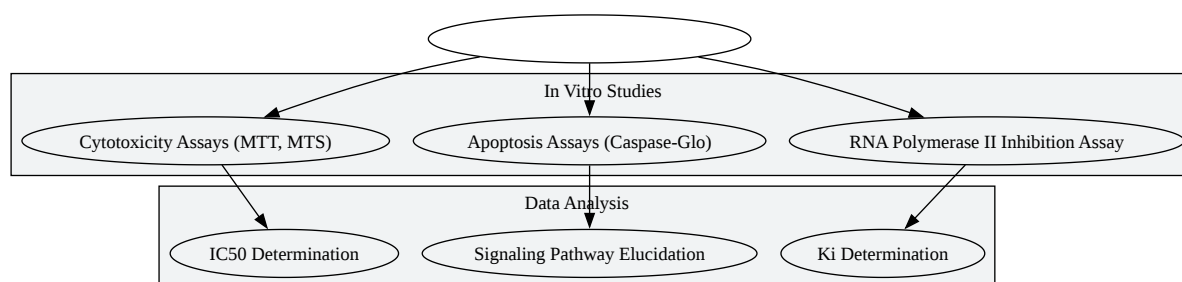 In Vitro Studies
Cytotoxicity Assays (MTT, MTS)
Apoptosis Assays (Caspase-Glo)
RNA Polymerase II Inhibition Assay
Data Analysis
IC50 Determination
Signaling Pathway Elucidation
Ki Determination